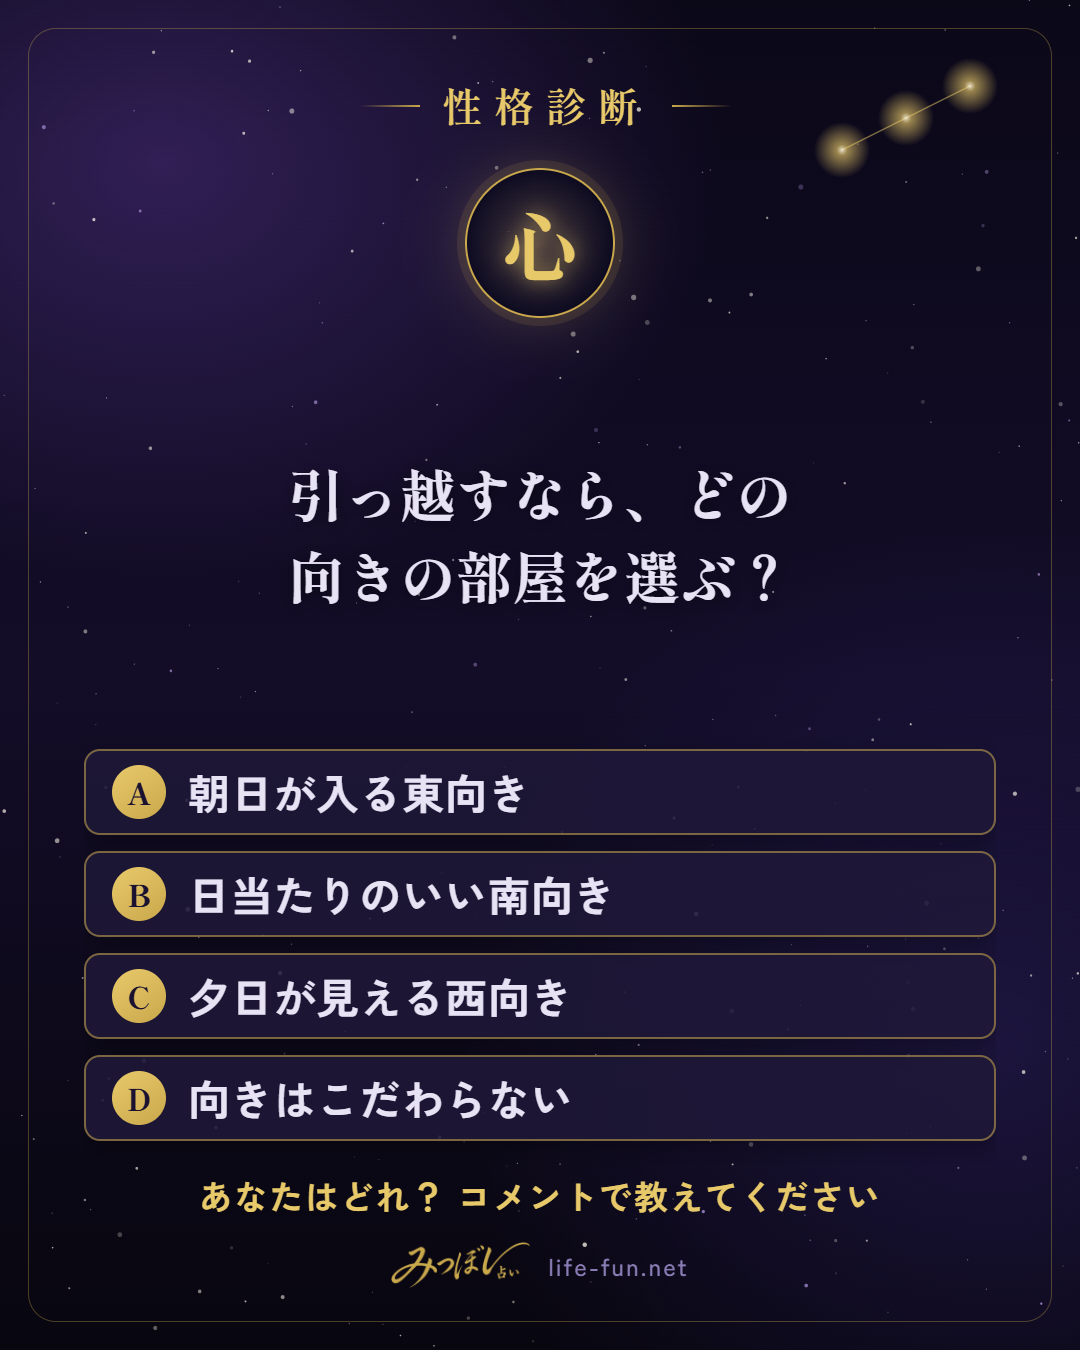 性格診断
心
引っ越すなら、どの
向きの部屋を選ぶ？
A 朝日が入る東向き
B 日当たりのいい南向き
C 夕日が見える西向き
D 向きはこだわらない
あなたはどれ？ コメントで教えてください
みつぼし占い life-fun.net